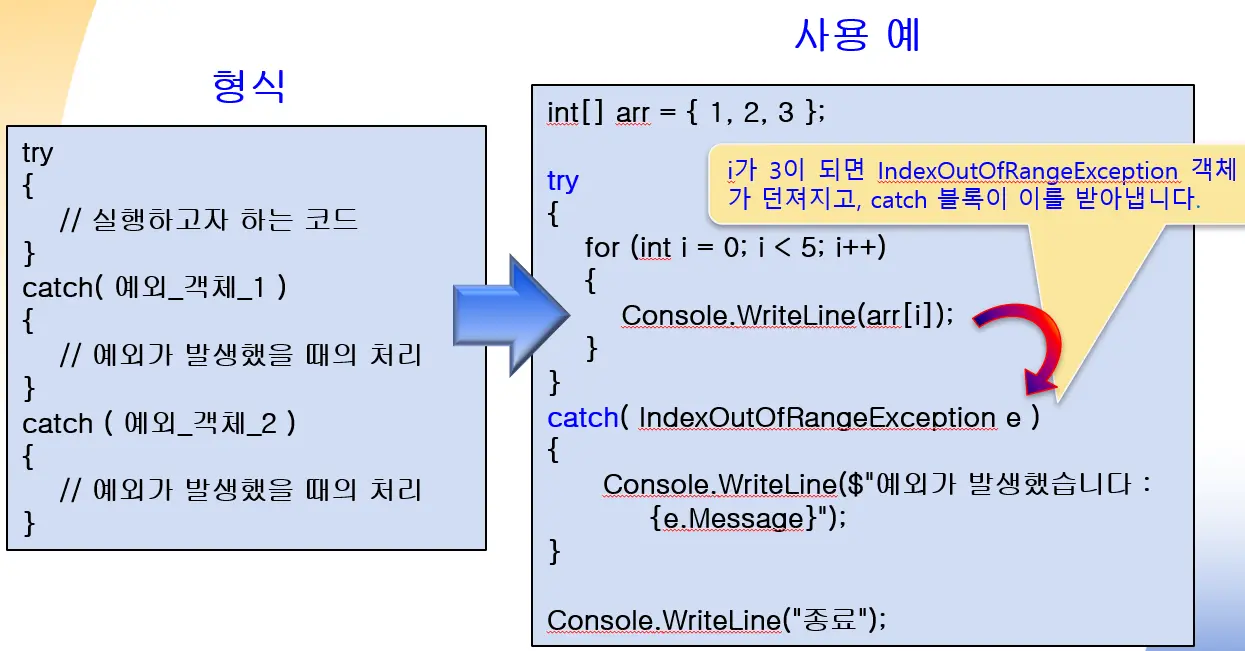 형식
try
{
// 실행하고자 하는 코드
}
catch( 예외_객체_1 )
{
// 예외가 발생했을 때의 처리
}
catch ( 예외_객체_2 )
{
// 예외가 발생했을 때의 처리
}
사용 예
int[] arr = { 1, 2, 3 };
try
{
for (int i = 0; i < 5; i++)
{
Console.WriteLine(arr[i]);
}
}
catch( IndexOutOfRangeException e )
{
Console.WriteLine($"예외가 발생했습니다 :
{e.Message}");
}
Console.WriteLine("종료");
i가 3이 되면 IndexOutOfRangeException 객체
가 던져지고, catch 블록이 이를 받아냅니다.